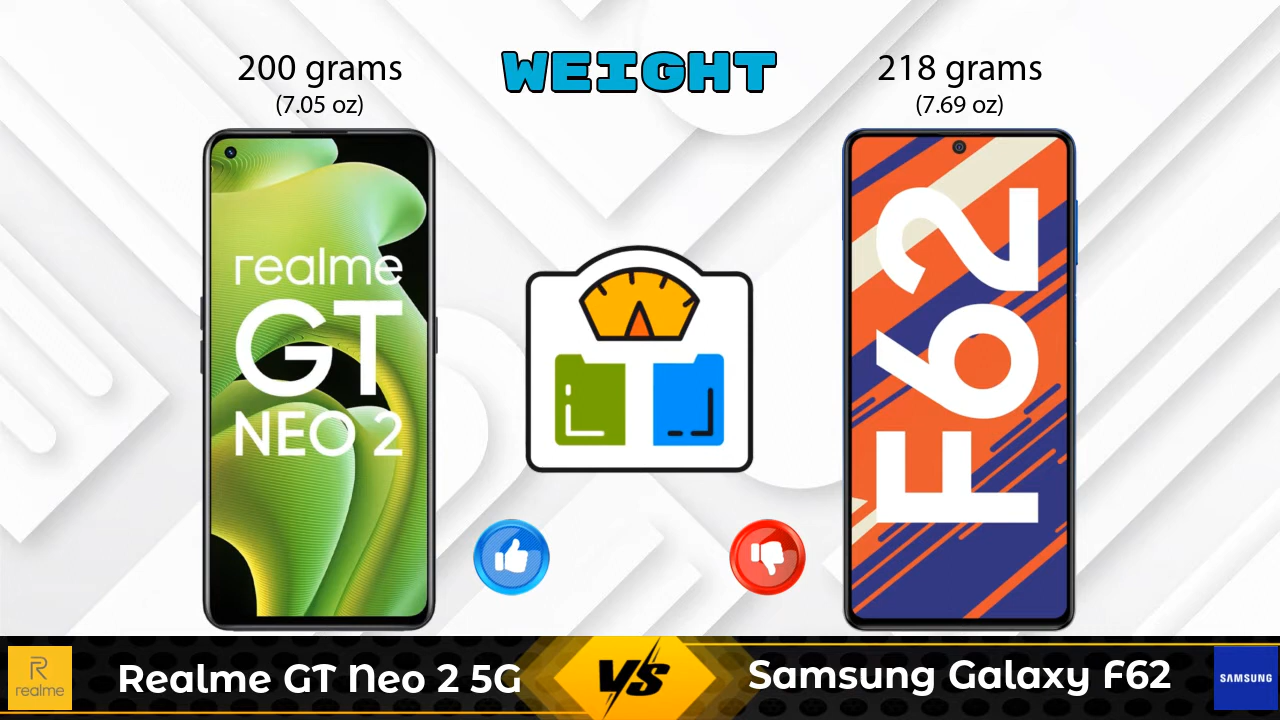 WEIGHT
200 grams
(7.05 oz)
218 grams
(7.69 oz)
realme
GT
NEO 2
F62
R
realme
Realme GT Neo 2 5G
VS
Samsung Galaxy F62
SAMSUNG